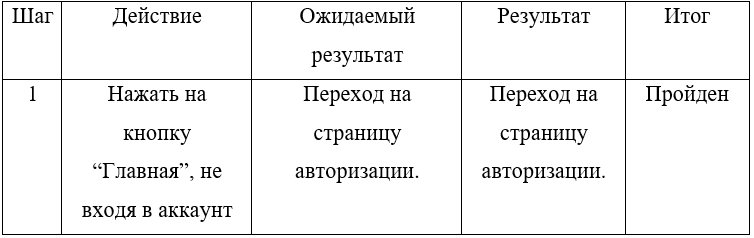 Шаг Действие Ожидаемый результат Результат Итог
1 Нажать на кнопку “Главная”, не входя в аккаунт Переход на страницу авторизации. Переход на страницу авторизации. Пройден